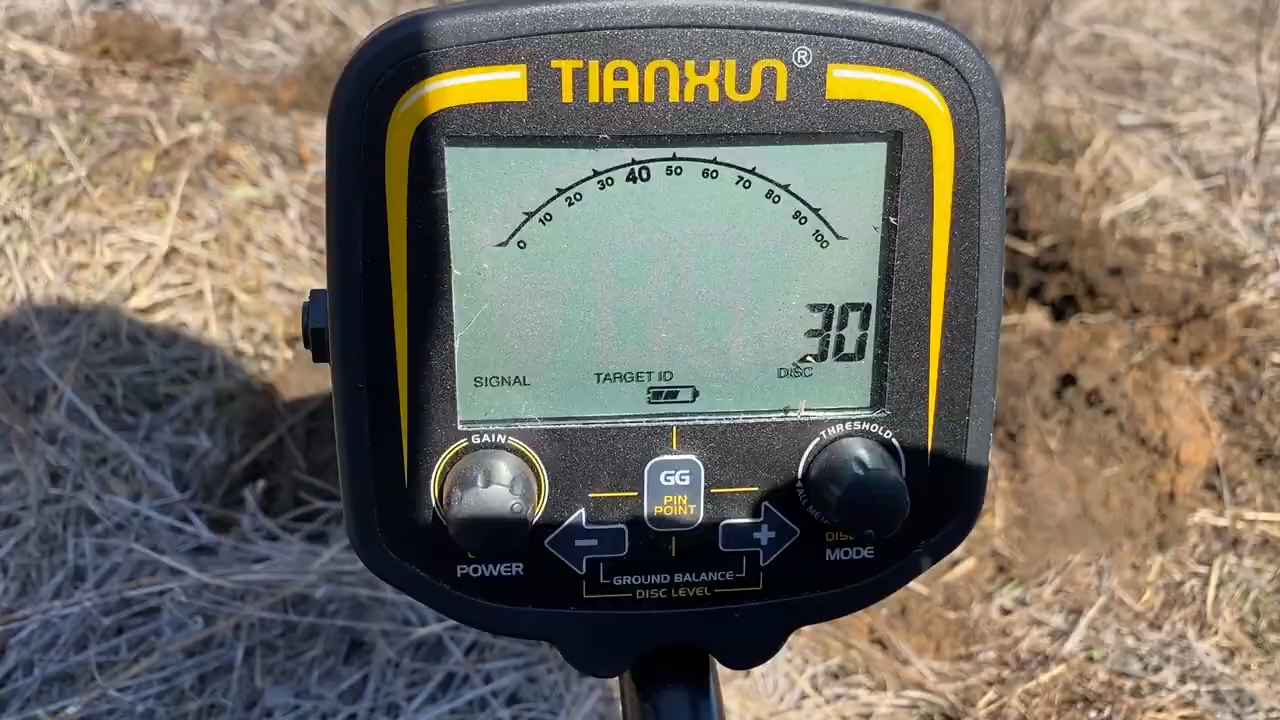 TIANXUN®
0 10 20 30 40 50 60 70 80 90 100
30
SIGNAL TARGET ID DISC
GAIN
THRESHOLD
GG
PIN
POINT
ALL
- +
DISC
POWER
MODE
GROUND BALANCE
DISC LEVEL